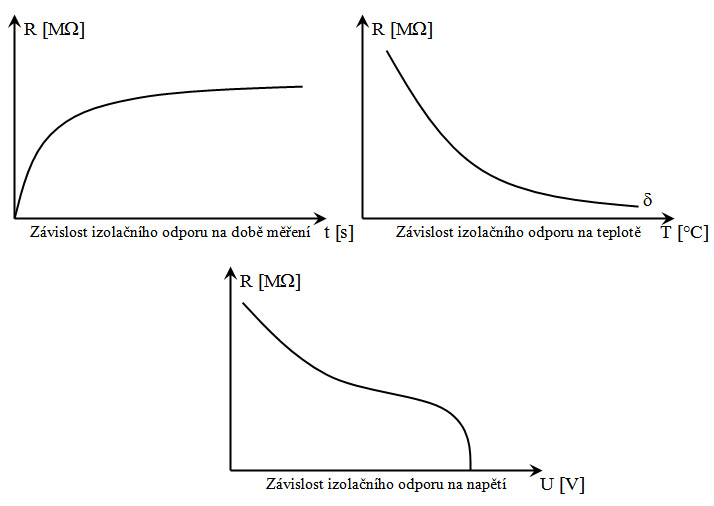 R [MΩ]
Závislost izolačního odporu na době měření
t [s]
R [MΩ]
δ
Závislost izolačního odporu na teplotě
T [°C]
R [MΩ]
Závislost izolačního odporu na napětí
U [V]